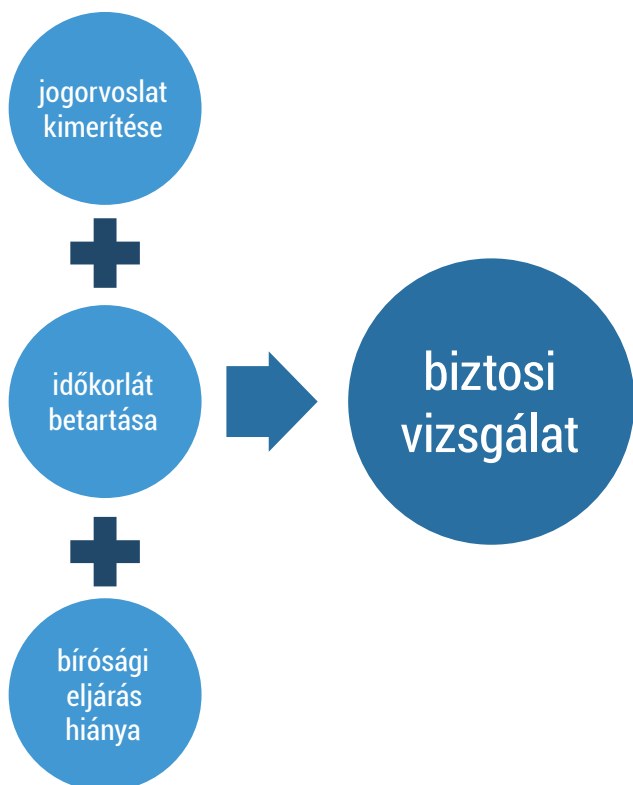 jogorvoslat
kimerítése
időkorlát
betartása
bírósági
eljárás
hiánya
biztosi
vizsgálat